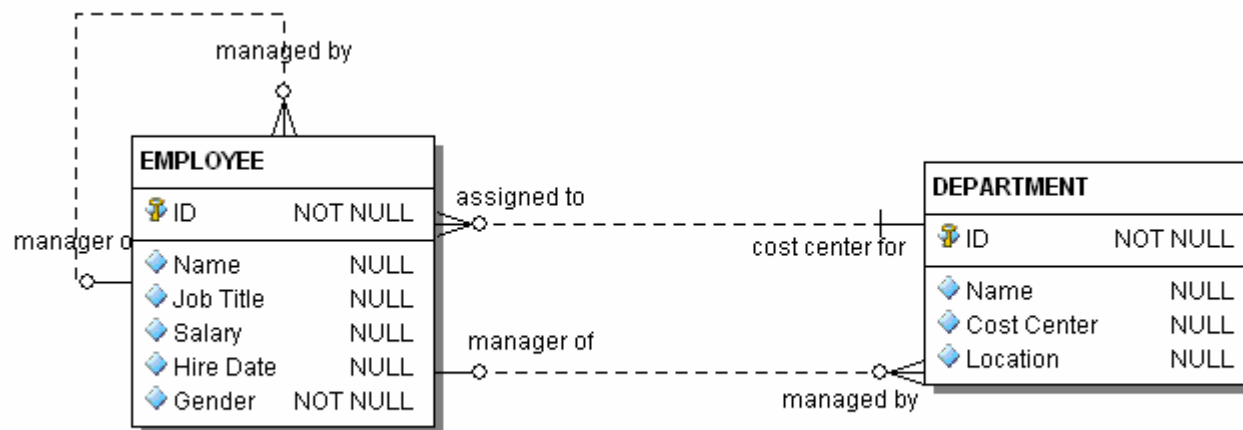 managed by
EMPLOYEE
ID NOT NULL
manager o
Name NULL
Job Title NULL
Salary NULL
Hire Date NULL
Gender NOT NULL
assigned to
cost center for
manager of
managed by
DEPARTMENT
ID NOT NULL
Name NULL
Cost Center NULL
Location NULL